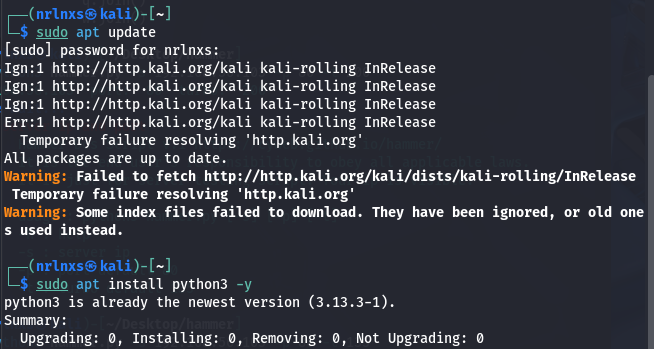 ┌──(nrlnxs㉿kali)-[~]
└─$ sudo apt update
[sudo] password for nrlnxs:
Ign:1 http://http.kali.org/kali kali-rolling InRelease
Ign:1 http://http.kali.org/kali kali-rolling InRelease
Ign:1 http://http.kali.org/kali kali-rolling InRelease
Err:1 http://http.kali.org/kali kali-rolling InRelease
  Temporary failure resolving 'http.kali.org'
All packages are up to date.
Warning: Failed to fetch http://http.kali.org/kali/dists/kali-rolling/InRelease
 Temporary failure resolving 'http.kali.org'
Warning: Some index files failed to download. They have been ignored, or old one
s used instead.
┌──(nrlnxs㉿kali)-[~]
└─$ sudo apt install python3 -y
python3 is already the newest version (3.13.3-1).
Summary:
  Upgrading: 0, Installing: 0, Removing: 0, Not Upgrading: 0